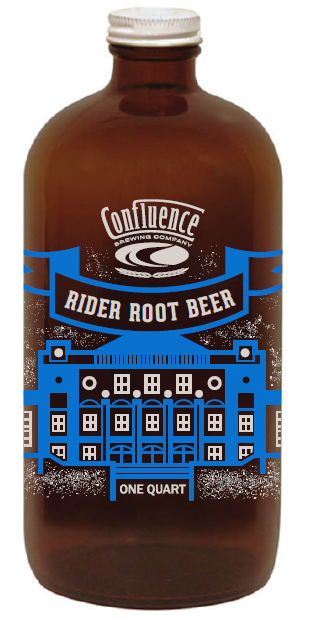 Confluence
BREWING COMPANY
RIDER ROOT BEER
ONE QUART